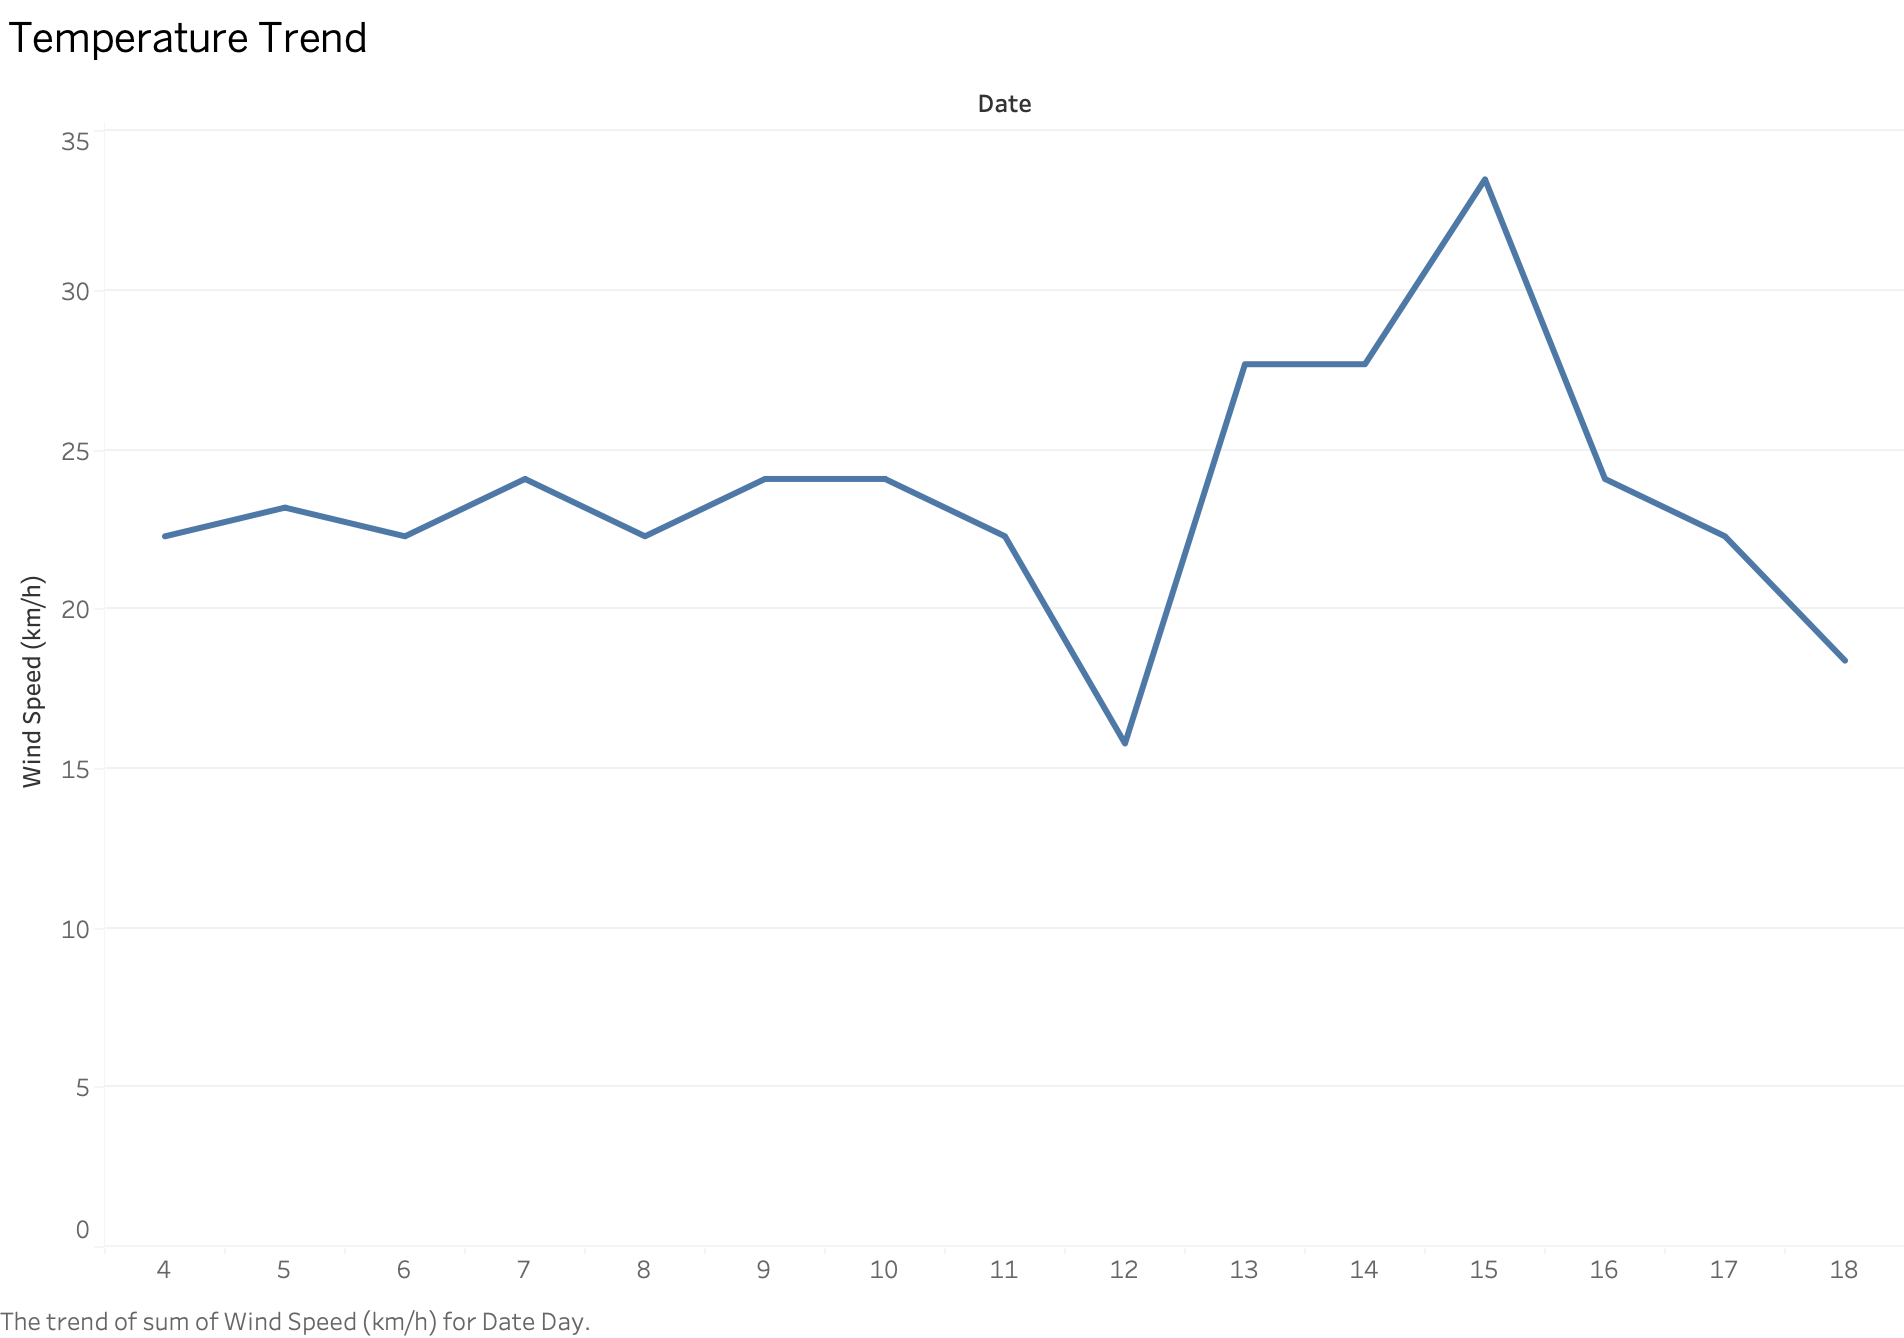 Temperature Trend
Date
35
30
25
20
15
10
5
0
Wind Speed (km/h)
4 5 6 7 8 9 10 11 12 13 14 15 16 17 18
The trend of sum of Wind Speed (km/h) for Date Day.